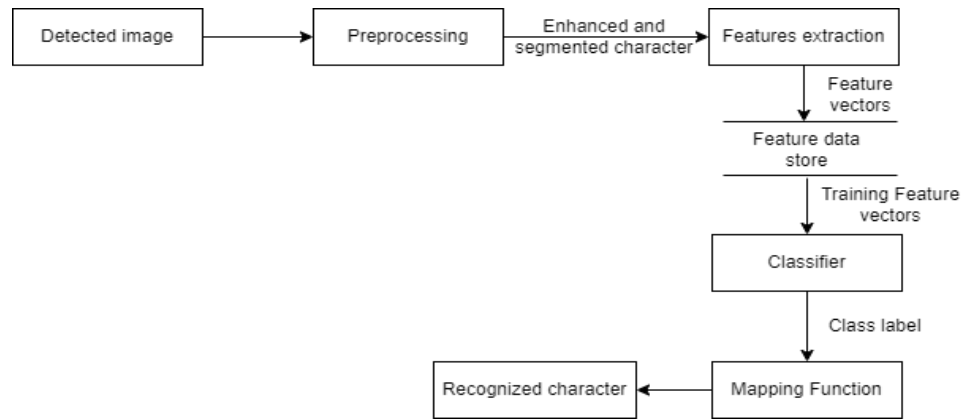 Detected image
Preprocessing
Enhanced and
segmented character
Features extraction
Feature
vectors
Feature data
store
Training Feature
vectors
Classifier
Class label
Mapping Function
Recognized character